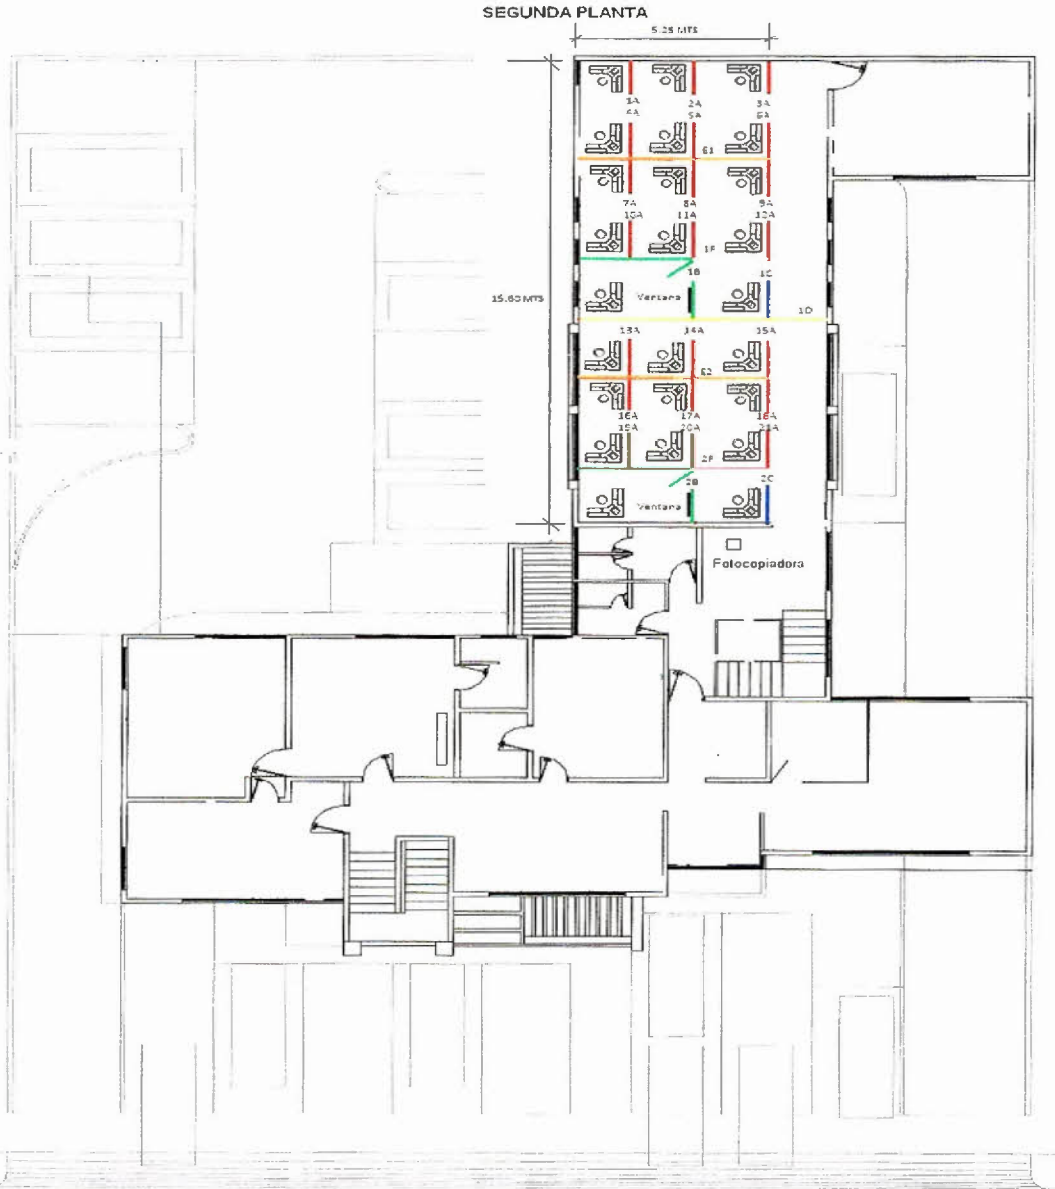 SEGUNDA PLANTA
5.25 MTS
1A 2A 3A
4A 5A 6A
E1
7A 8A 9A
10A 11A 12A
1F
1B 1C
15.60 MTS
Ventana
1D
13A 14A 15A
E2
16A 17A 18A
19A 20A 21A
2F
2B 2C
Ventana
Fotocopiadora